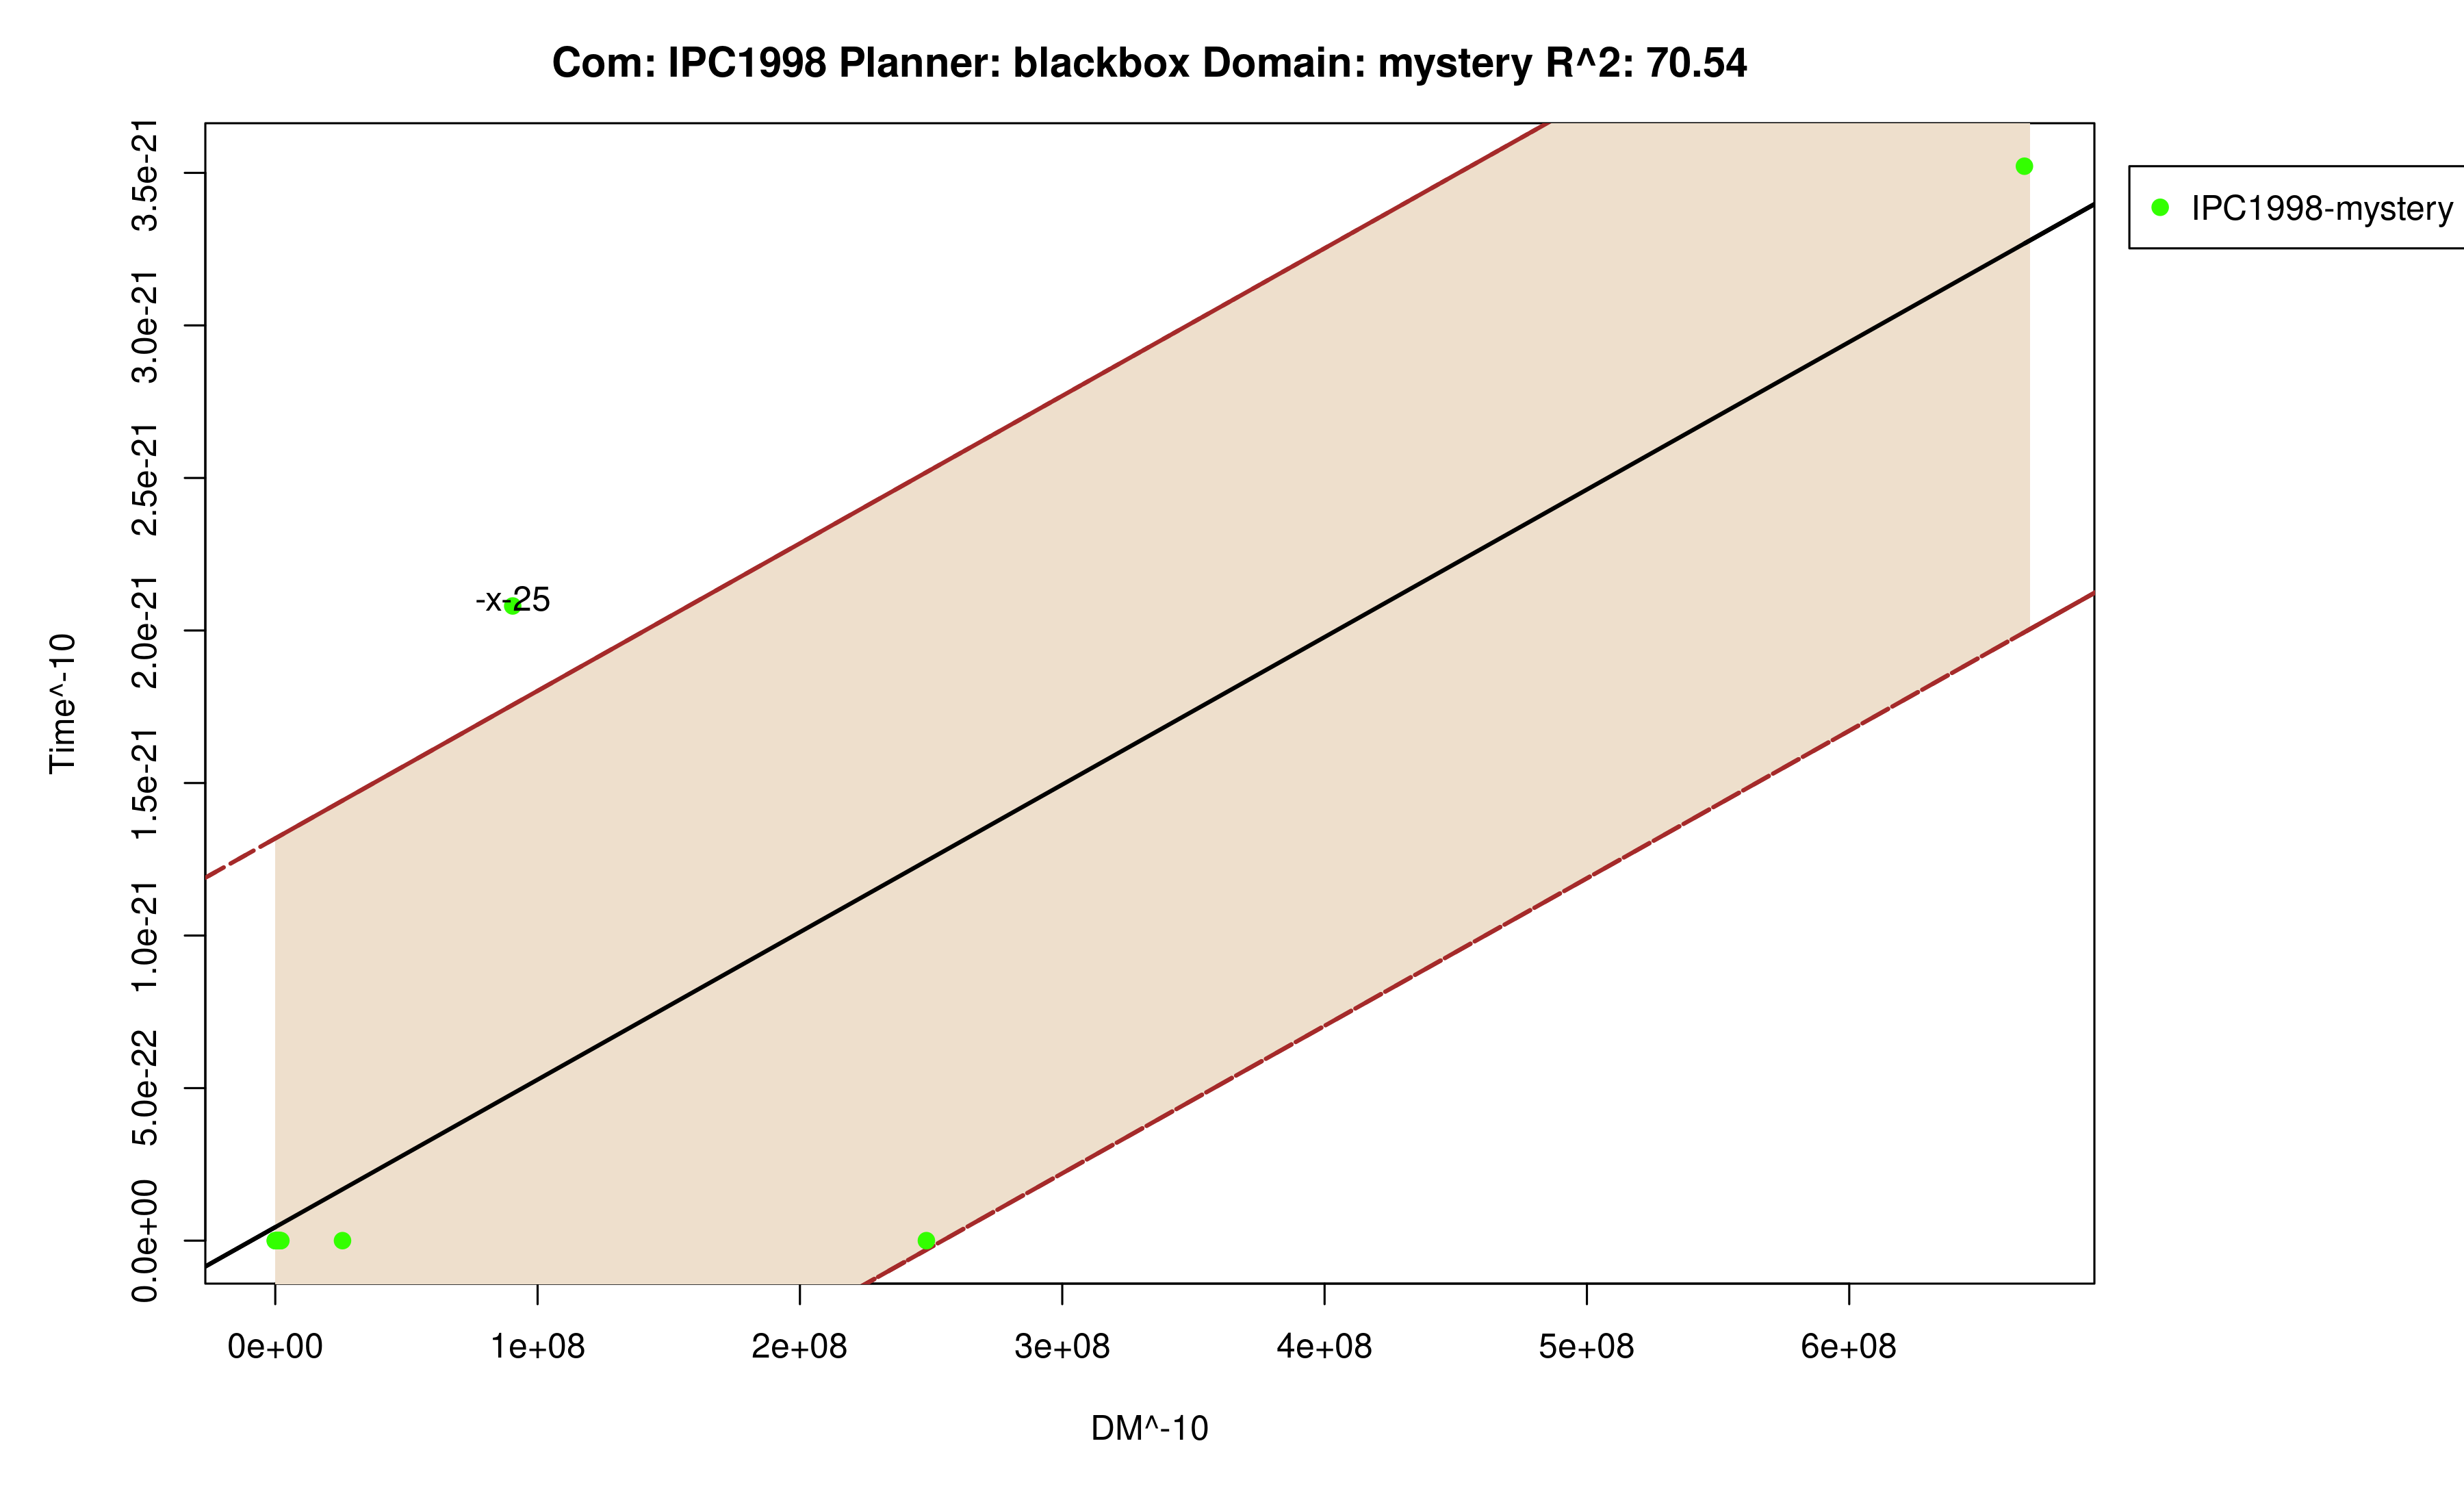 Com: IPC1998 Planner: blackbox Domain: mystery R^2: 70.54
IPC1998-mystery
Time^-10
3.5e-21
3.0e-21
2.5e-21
2.0e-21
1.5e-21
1.0e-21
5.0e-22
0.0e+00
-x-25
0e+00 1e+08 2e+08 3e+08 4e+08 5e+08 6e+08
DM^-10